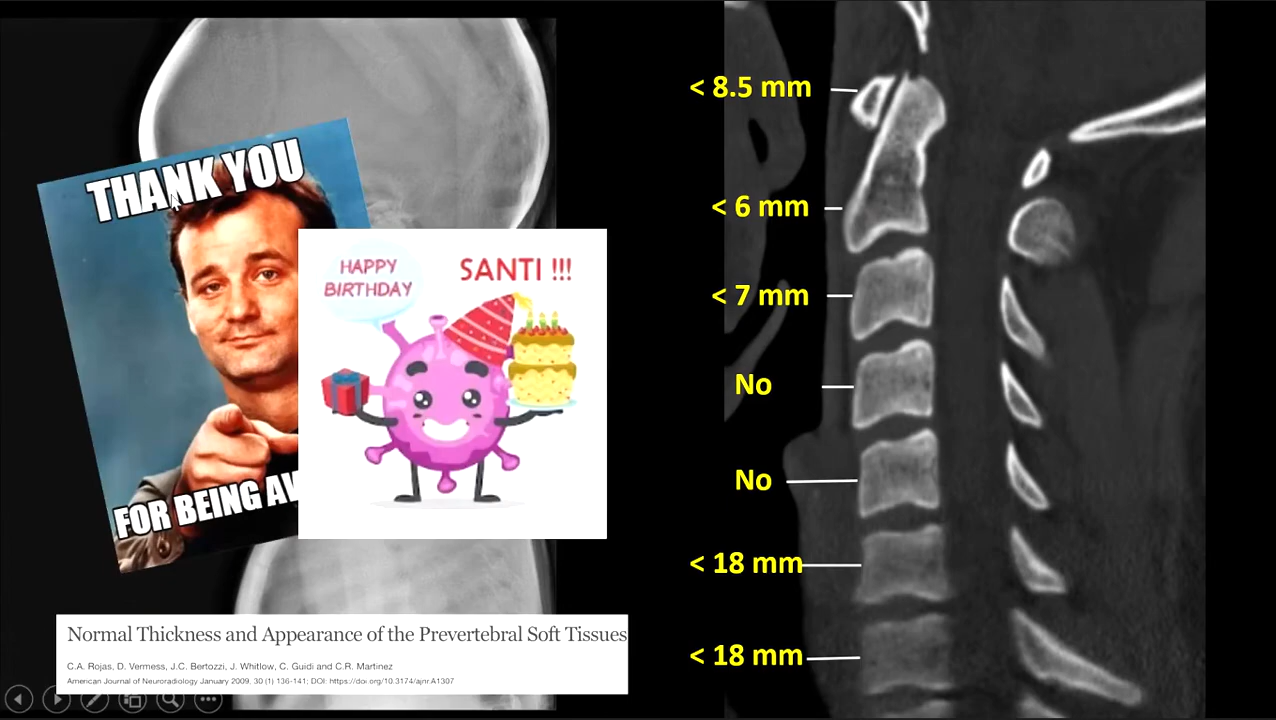 THANK YOU
FOR BEING
HAPPY
BIRTHDAY
SANTI !!!
Normal Thickness and Appearance of the Prevertebral Soft Tissues
C.A. Rojas, D. Vermess, J.C. Bertozzi, J. Whitlow, C. Guidi and C.R. Martinez
American Journal of Neuroradiology January 2009, 30 (1) 136-141; DOI: https://doi.org/10.3174/ajnr.A1307
< 8.5 mm
< 6 mm
< 7 mm
No
No
< 18 mm
< 18 mm